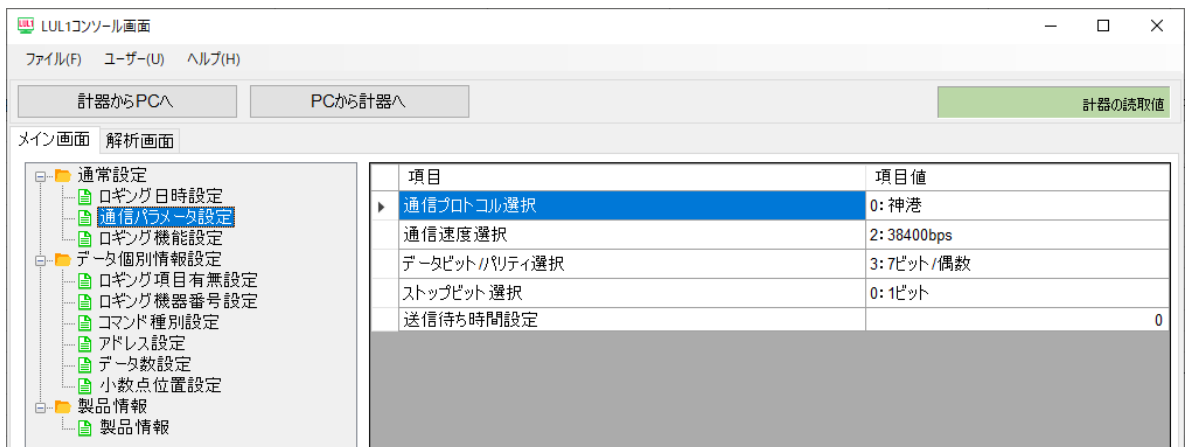 LUL1コンソール画面
ファイル(F) ユーザー(U) ヘルプ(H)
計器からPCへ PCから計器へ 計器の読取値
メイン画面 解析画面
通常設定
ロギング日時設定
通信パラメータ設定
ロギング機能設定
データ個別情報設定
ロギング項目有無設定
ロギング機器番号設定
コマンド種別設定
アドレス設定
データ数設定
小数点位置設定
製品情報
製品情報
項目 項目値
通信プロトコル選択 0:神港
通信速度選択 2:38400bps
データビット/パリティ選択 3:7ビット/偶数
ストップビット選択 0:1ビット
送信待ち時間設定 0